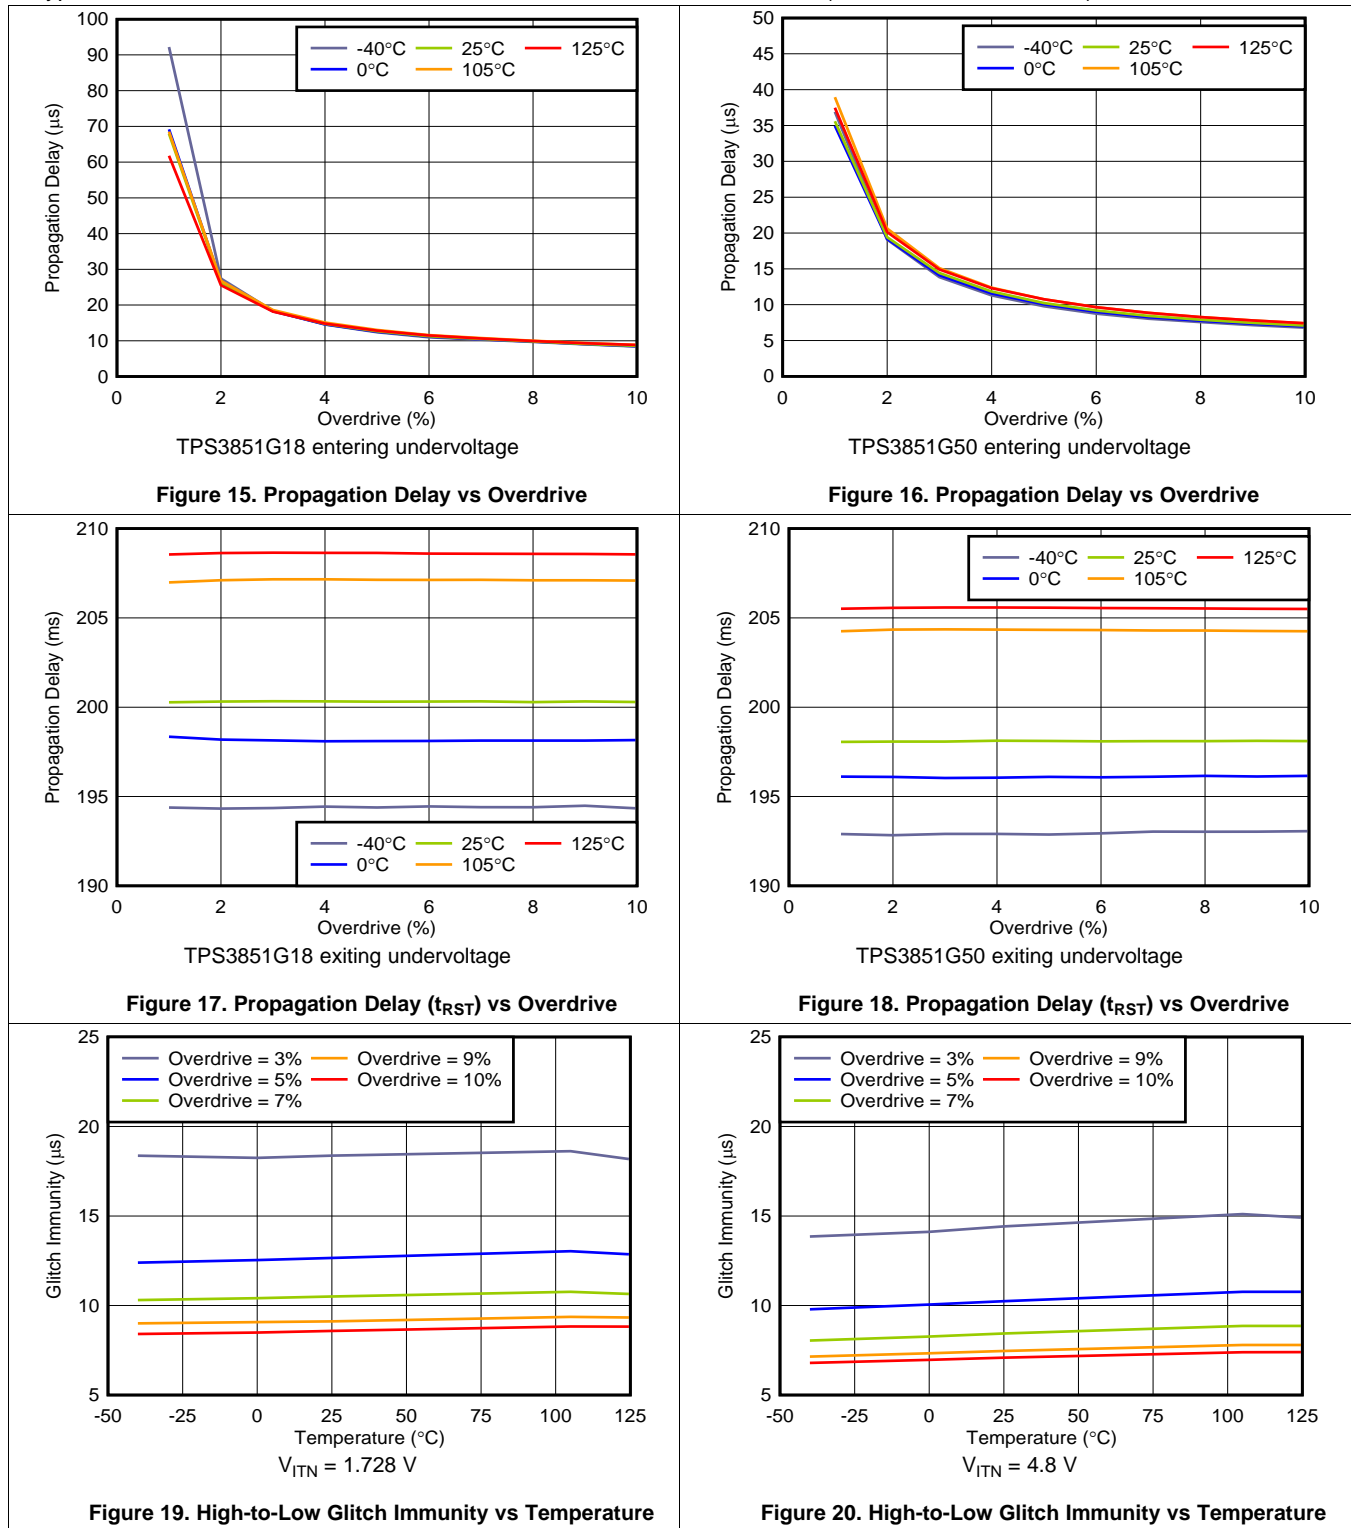 100
90
80
70
60
50
40
30
20
10
0
Propagation Delay (µs)
-40°C
25°C
125°C
0°C
105°C
0
2
4
6
8
10
Overdrive (%)
TPS3851G18 entering undervoltage
Figure 15. Propagation Delay vs Overdrive
50
45
40
35
30
25
20
15
10
5
0
Propagation Delay (µs)
-40°C
25°C
125°C
0°C
105°C
0
2
4
6
8
10
Overdrive (%)
TPS3851G50 entering undervoltage
Figure 16. Propagation Delay vs Overdrive
210
205
200
195
190
Propagation Delay (ms)
-40°C
25°C
125°C
0°C
105°C
0
2
4
6
8
10
Overdrive (%)
TPS3851G18 exiting undervoltage
Figure 17. Propagation Delay (tRST) vs Overdrive
210
205
200
195
190
Propagation Delay (ms)
-40°C
25°C
125°C
0°C
105°C
0
2
4
6
8
10
Overdrive (%)
TPS3851G50 exiting undervoltage
Figure 18. Propagation Delay (tRST) vs Overdrive
25
20
15
10
5
Glitch Immunity (µs)
Overdrive = 3%
Overdrive = 9%
Overdrive = 5%
Overdrive = 10%
Overdrive = 7%
-50
-25
0
25
50
75
100
125
Temperature (°C)
VITN = 1.728 V
Figure 19. High-to-Low Glitch Immunity vs Temperature
25
20
15
10
5
Glitch Immunity (µs)
Overdrive = 3%
Overdrive = 9%
Overdrive = 5%
Overdrive = 10%
Overdrive = 7%
-50
-25
0
25
50
75
100
125
Temperature (°C)
VITN = 4.8 V
Figure 20. High-to-Low Glitch Immunity vs Temperature